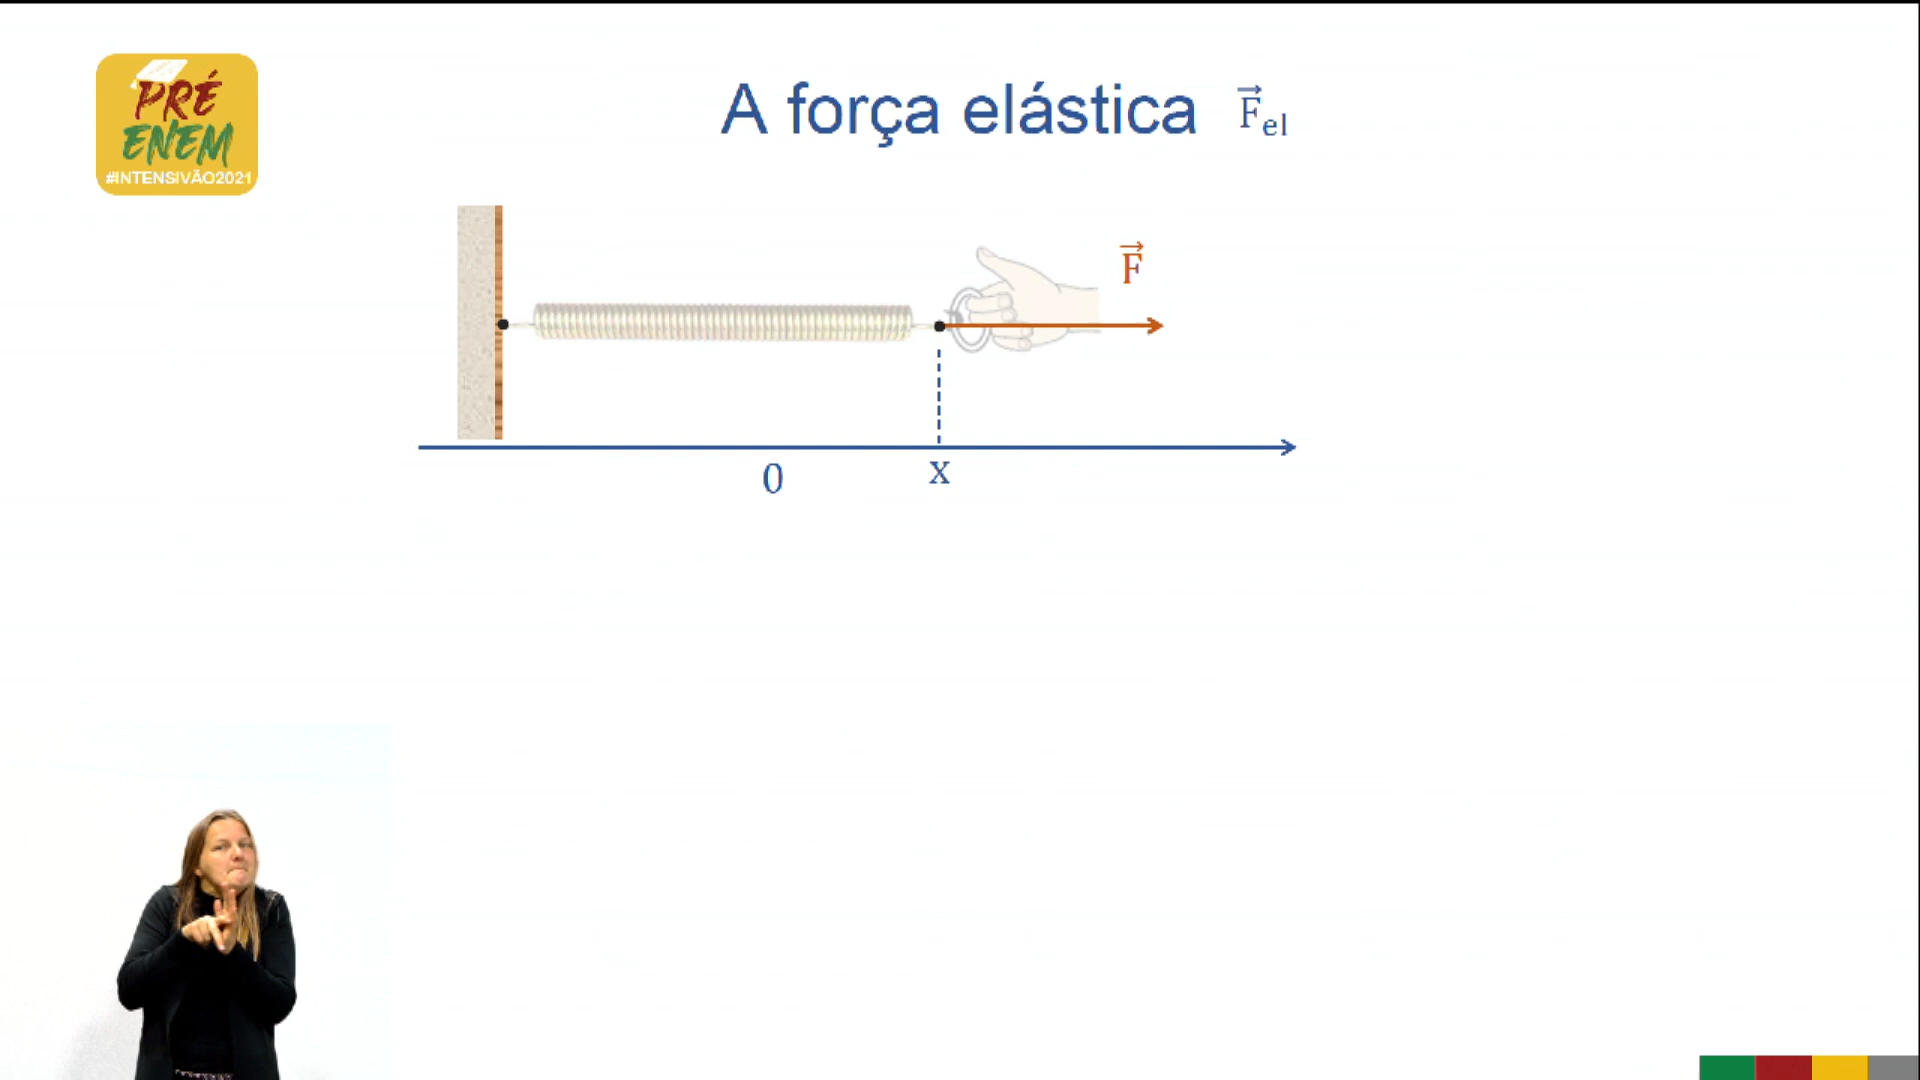 PRÉ
ENEM
#INTENSIVÃO2021
A força elástica F⃗el
F⃗
0
x